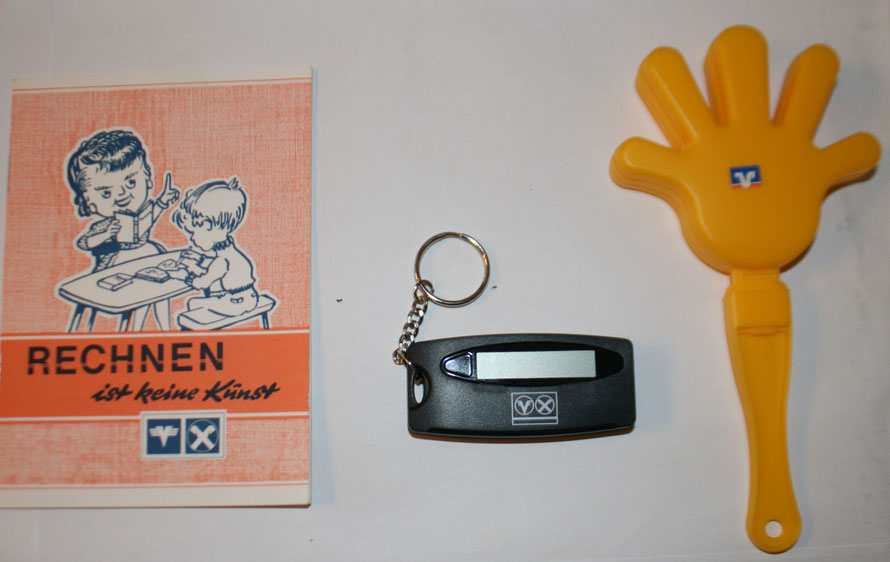 RECHNEN
ist keine Kunst